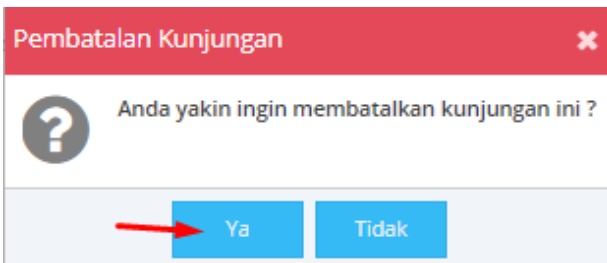 Pembatalan Kunjungan
Anda yakin ingin membatalkan kunjungan ini ?
Ya Tidak